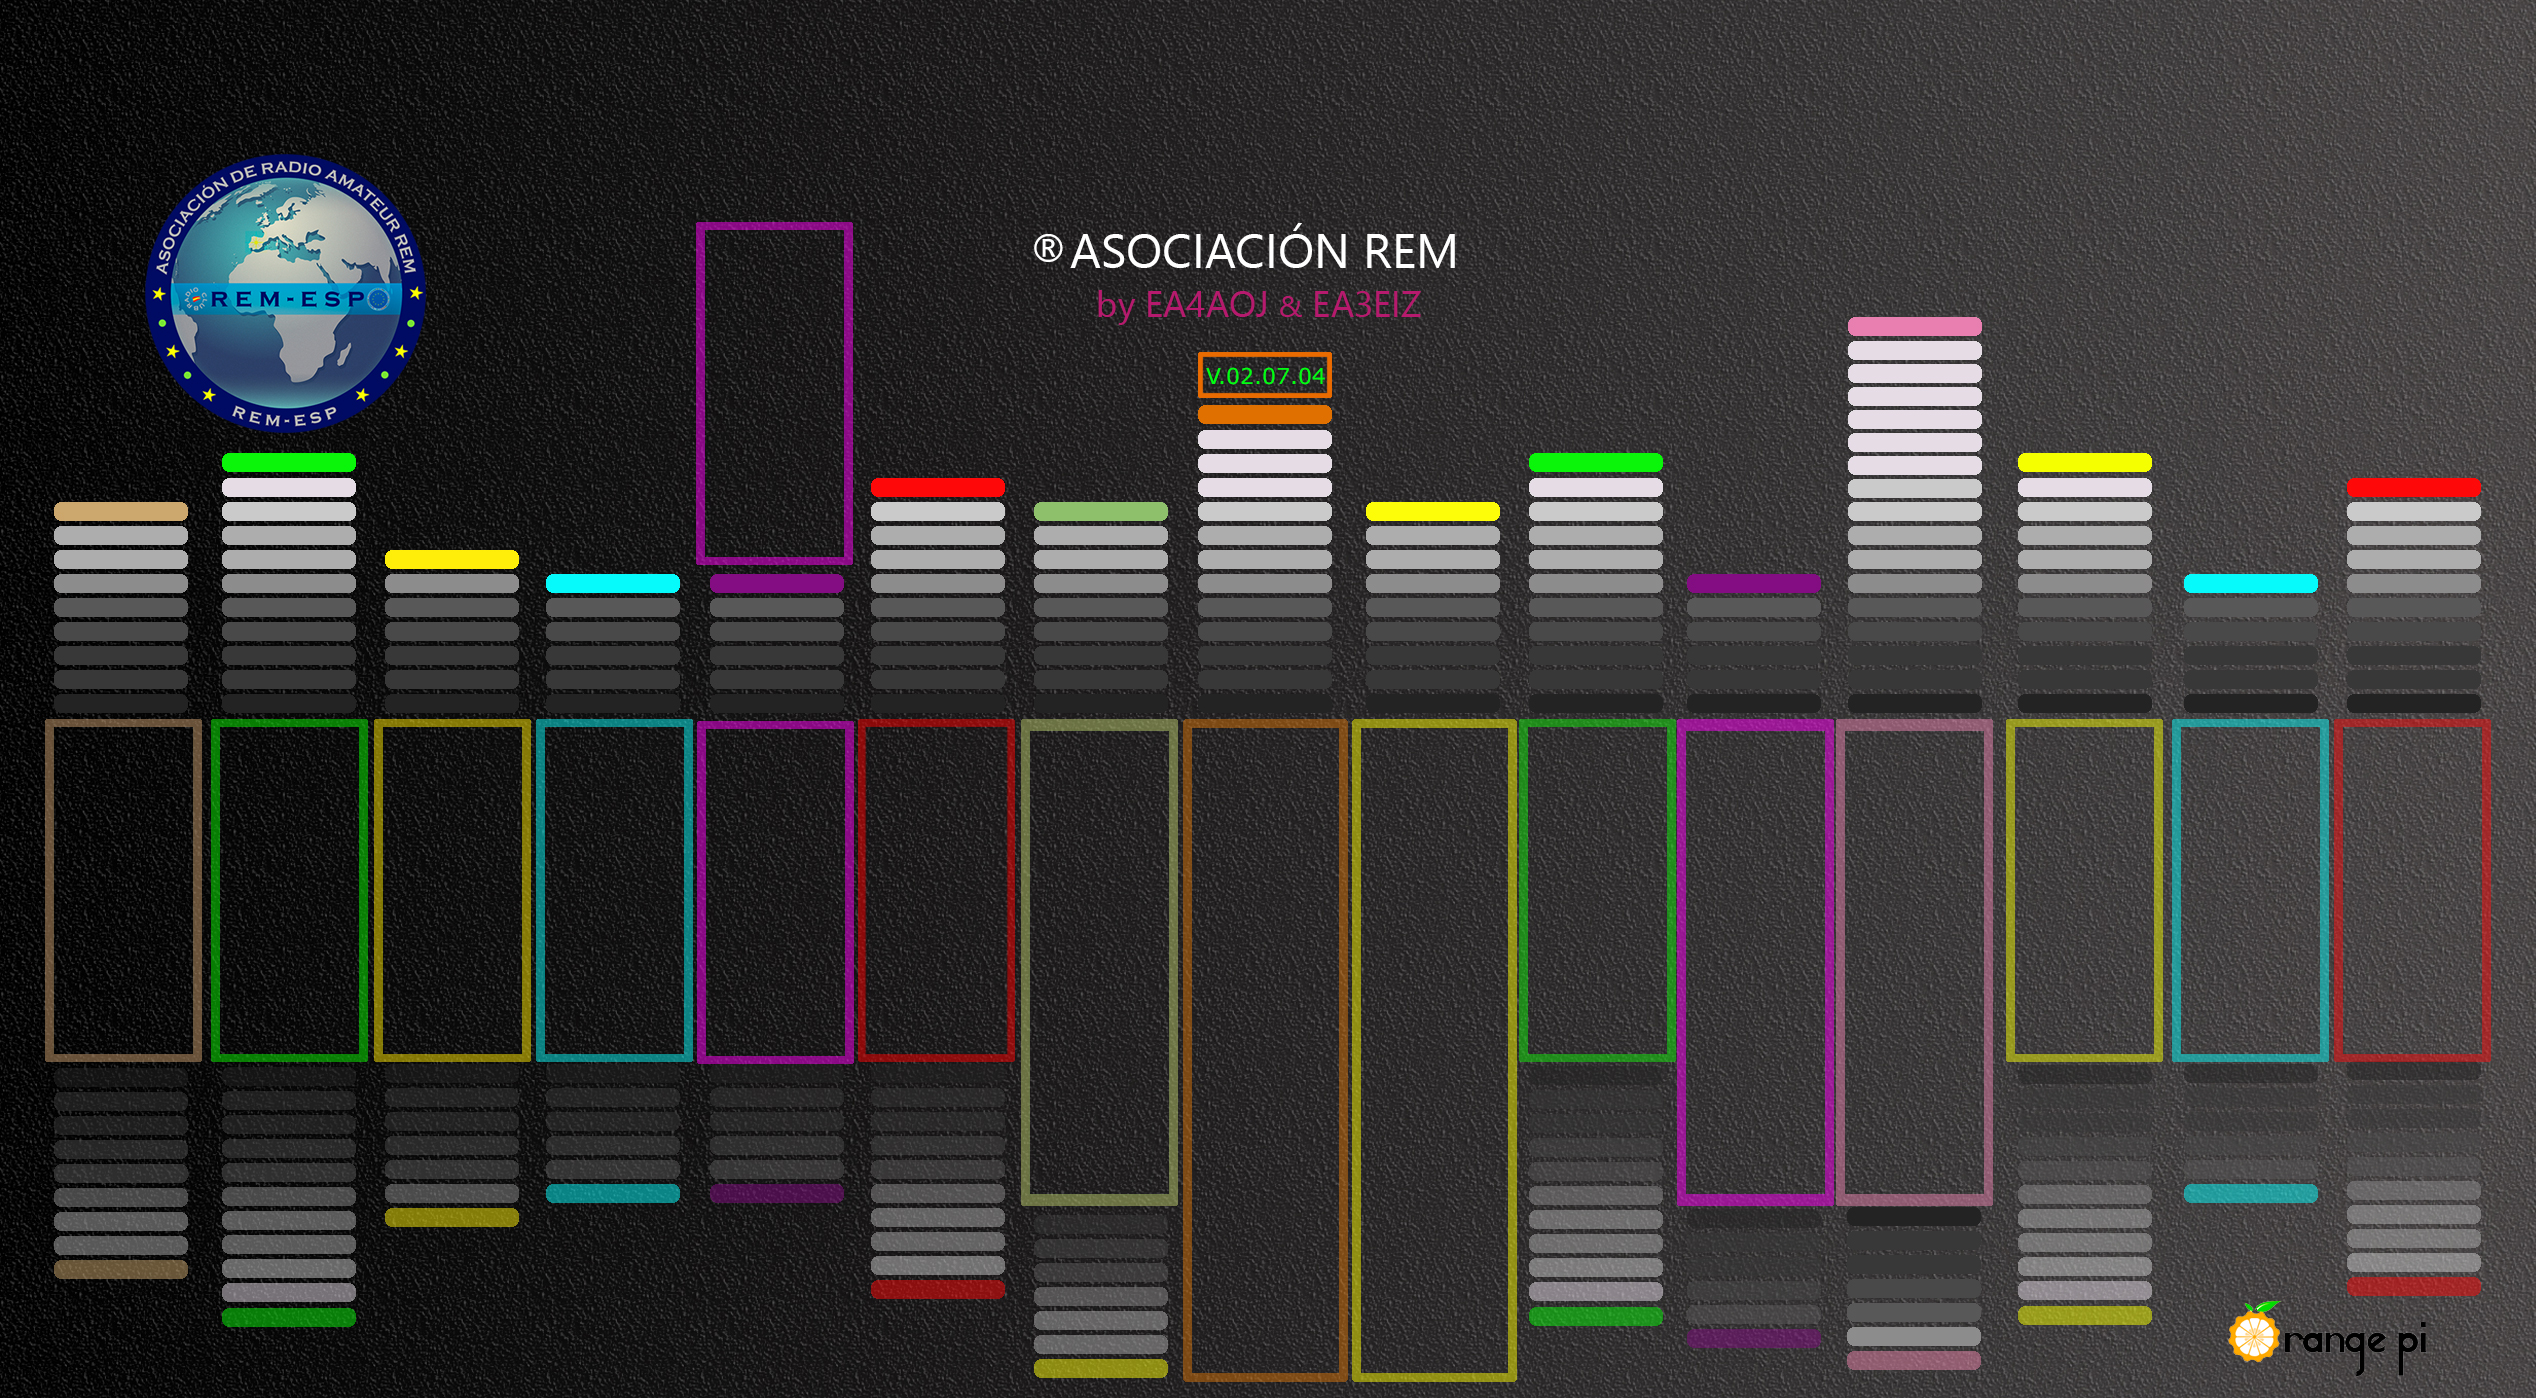 ASOCIACIÓN DE RADIO AMATEUR REM
REM-ESP
REM-ESP
® ASOCIACIÓN REM
by EA4AOJ & EA3EIZ
V.02.07.04
range pi